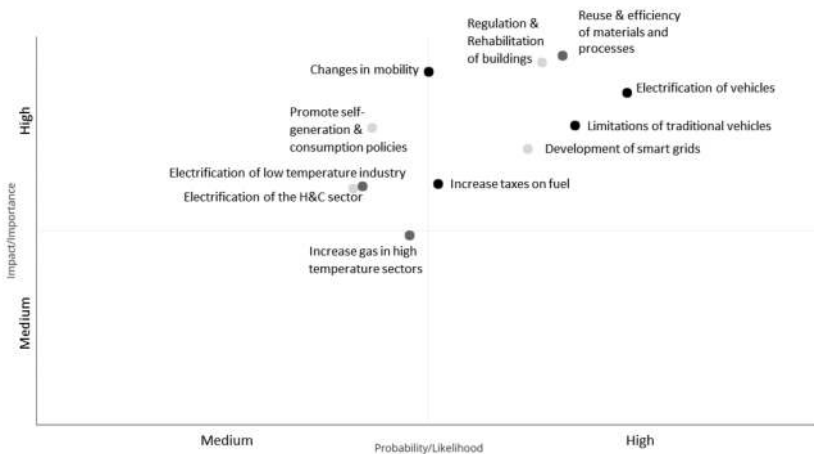 Regulation &
Rehabilitation
of buildings
Reuse & efficiency
of materials and
processes
Changes in mobility
Electrification of vehicles
High
Promote self-
generation &
consumption policies
Limitations of traditional vehicles
Development of smart grids
Electrification of low temperature industry
Electrification of the H&C sector
Increase taxes on fuel
Impact/Importance
Increase gas in high
temperature sectors
Medium
Medium
Probability/Likelihood
High